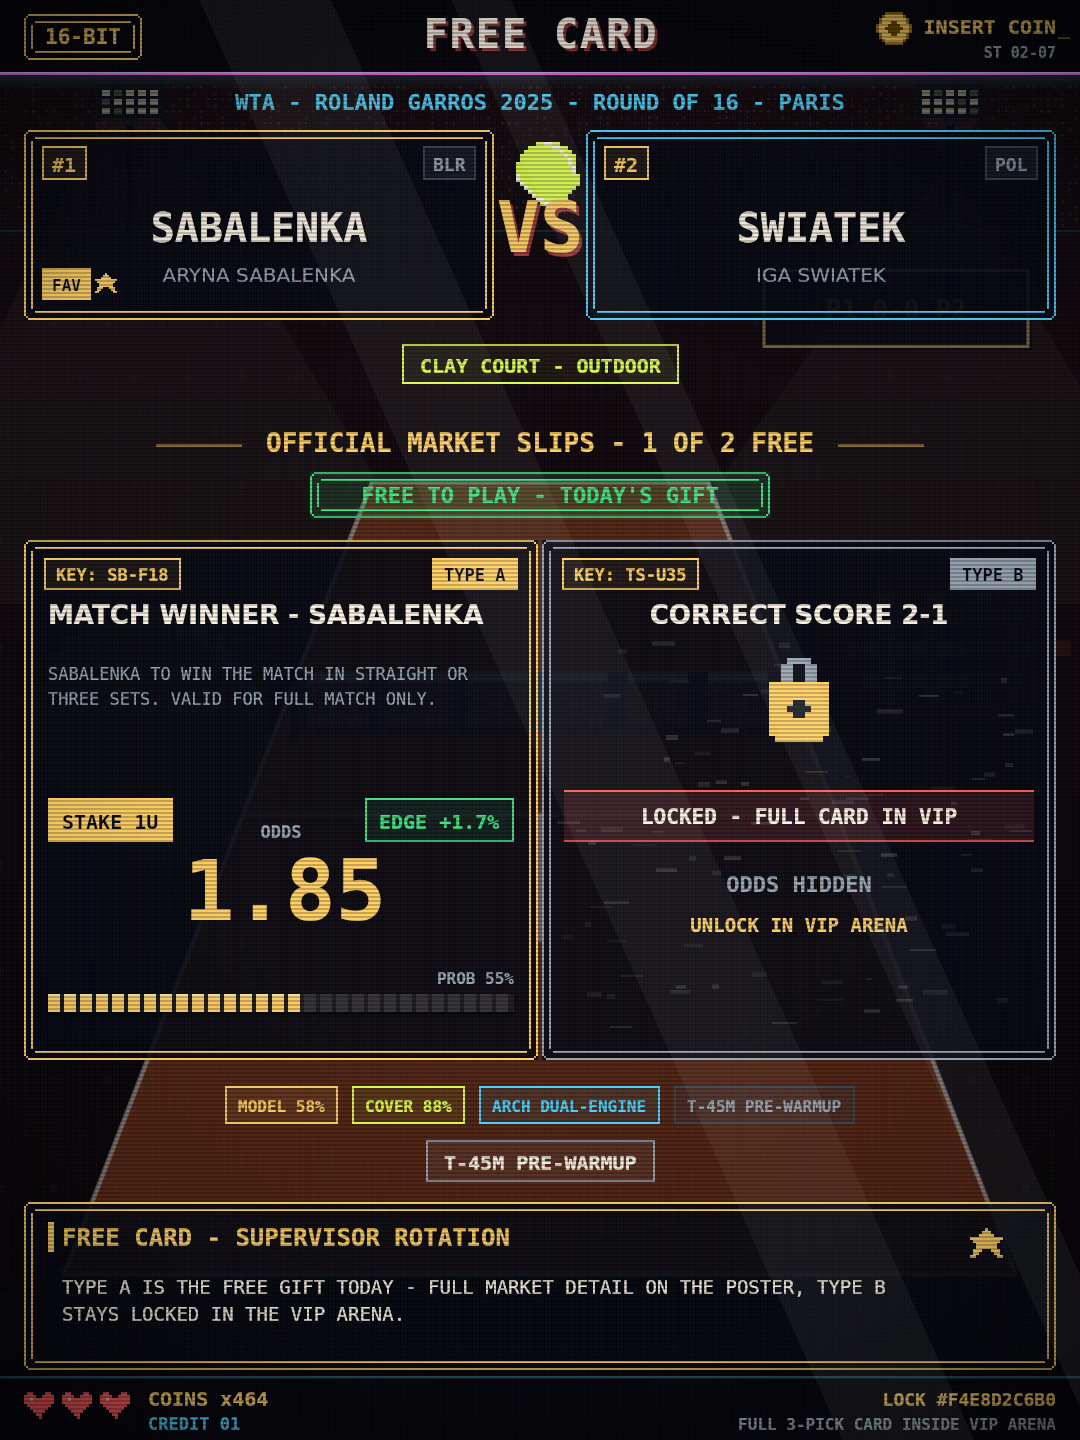 16-BIT
FREE CARD
INSERT COIN_
ST 02-07
WTA - ROLAND GARROS 2025 - ROUND OF 16 - PARIS
#1
BLR
SABALENKA
ARYNA SABALENKA
FAV
VS
#2
POL
SWIATEK
IGA SWIATEK
P1 0-0 P2
CLAY COURT - OUTDOOR
OFFICIAL MARKET SLIPS - 1 OF 2 FREE
FREE TO PLAY - TODAY'S GIFT
KEY: SB-F18
TYPE A
MATCH WINNER - SABALENKA
SABALENKA TO WIN THE MATCH IN STRAIGHT OR
THREE SETS. VALID FOR FULL MATCH ONLY.
STAKE 1U
ODDS
EDGE +1.7%
1.85
PROB 55%
KEY: TS-U35
TYPE B
CORRECT SCORE 2-1
LOCKED - FULL CARD IN VIP
ODDS HIDDEN
UNLOCK IN VIP ARENA
MODEL 58%
COVER 88%
ARCH DUAL-ENGINE
T-45M PRE-WARMUP
T-45M PRE-WARMUP
FREE CARD - SUPERVISOR ROTATION
TYPE A IS THE FREE GIFT TODAY - FULL MARKET DETAIL ON THE POSTER, TYPE B
STAYS LOCKED IN THE VIP ARENA.
COINS x464
CREDIT 01
LOCK #F4E8D2C6B0
FULL 3-PICK CARD INSIDE VIP ARENA